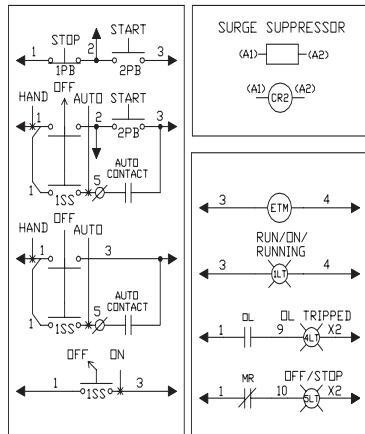 STOP START
1 2 3
1PB 2PB
OFF
HAND AUTO START
1 2 3
2PB
AUTO
5 CONTACT
1 1SS
OFF
HAND AUTO
1 3
AUTO
5 CONTACT
1 1SS
OFF ON
1 3
1SS
SURGE SUPPRESSOR
(A1) (A2)
(A1) (A2)
CR2
3 ETM 4
RUN/ON/
RUNNING
3 1LT 4
OL OL TRIPPED
1 9 4LT X2
MR OFF/STOP
1 10 5LT X2